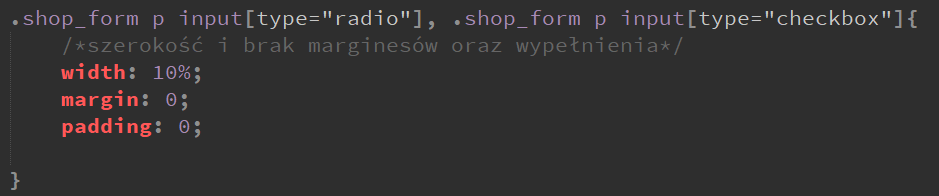 .shop_form p input[type="radio"], .shop_form p input[type="checkbox"]{
/*szerokość i brak marginesów oraz wypełnienia*/
width: 10%;
margin: 0;
padding: 0;
}